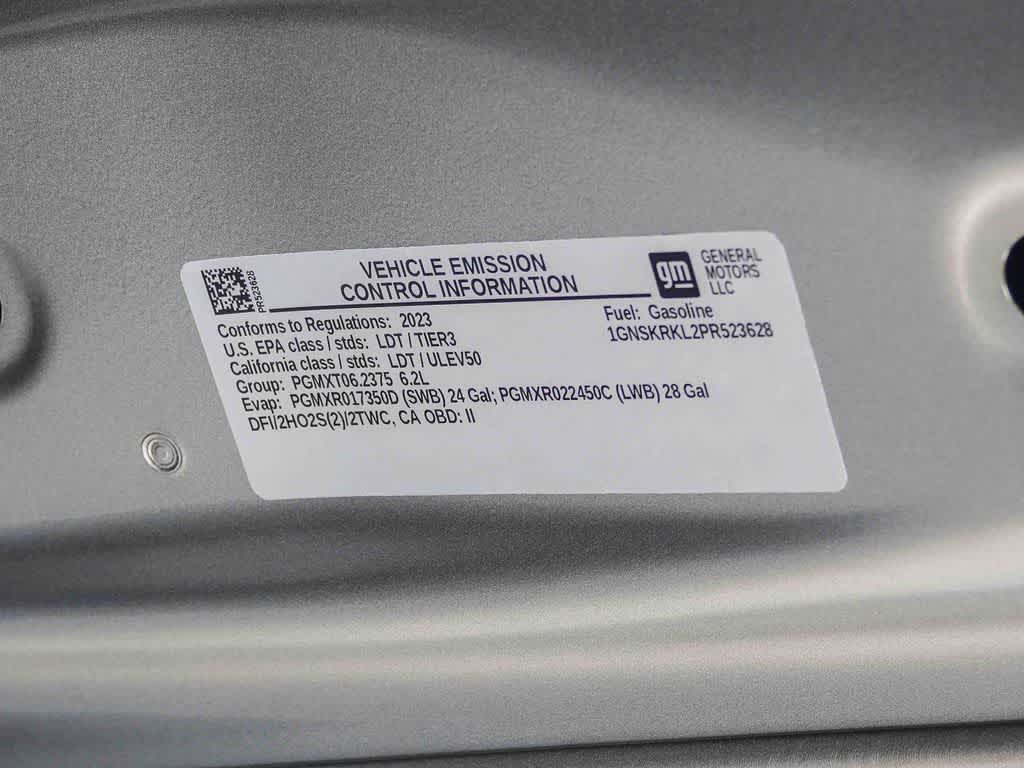 PR523628
VEHICLE EMISSION
CONTROL INFORMATION
gm
GENERAL
MOTORS
LLC
Conforms to Regulations: 2023
U.S. EPA class / stds: LDT / TIER3
California class / stds: LDT / ULEV50
Group: PGMXT06.2375 6.2L
Evap: PGMXR017350D (SWB) 24 Gal; PGMXR022450C (LWB) 28 Gal
DFI/2HO2S(2)/2TWC, CA OBD: II
Fuel: Gasoline
1GNSKRKL2PR523628